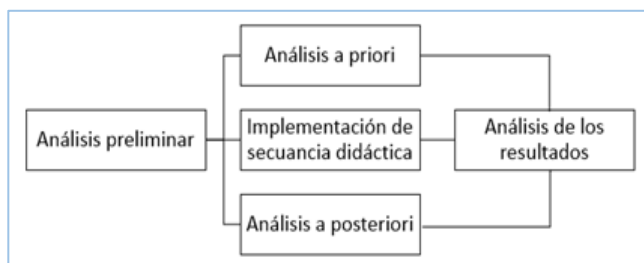 Análisis preliminar
Análisis a priori
Implementación de
secuancia didáctica
Análisis a posteriori
Análisis de los
resultados